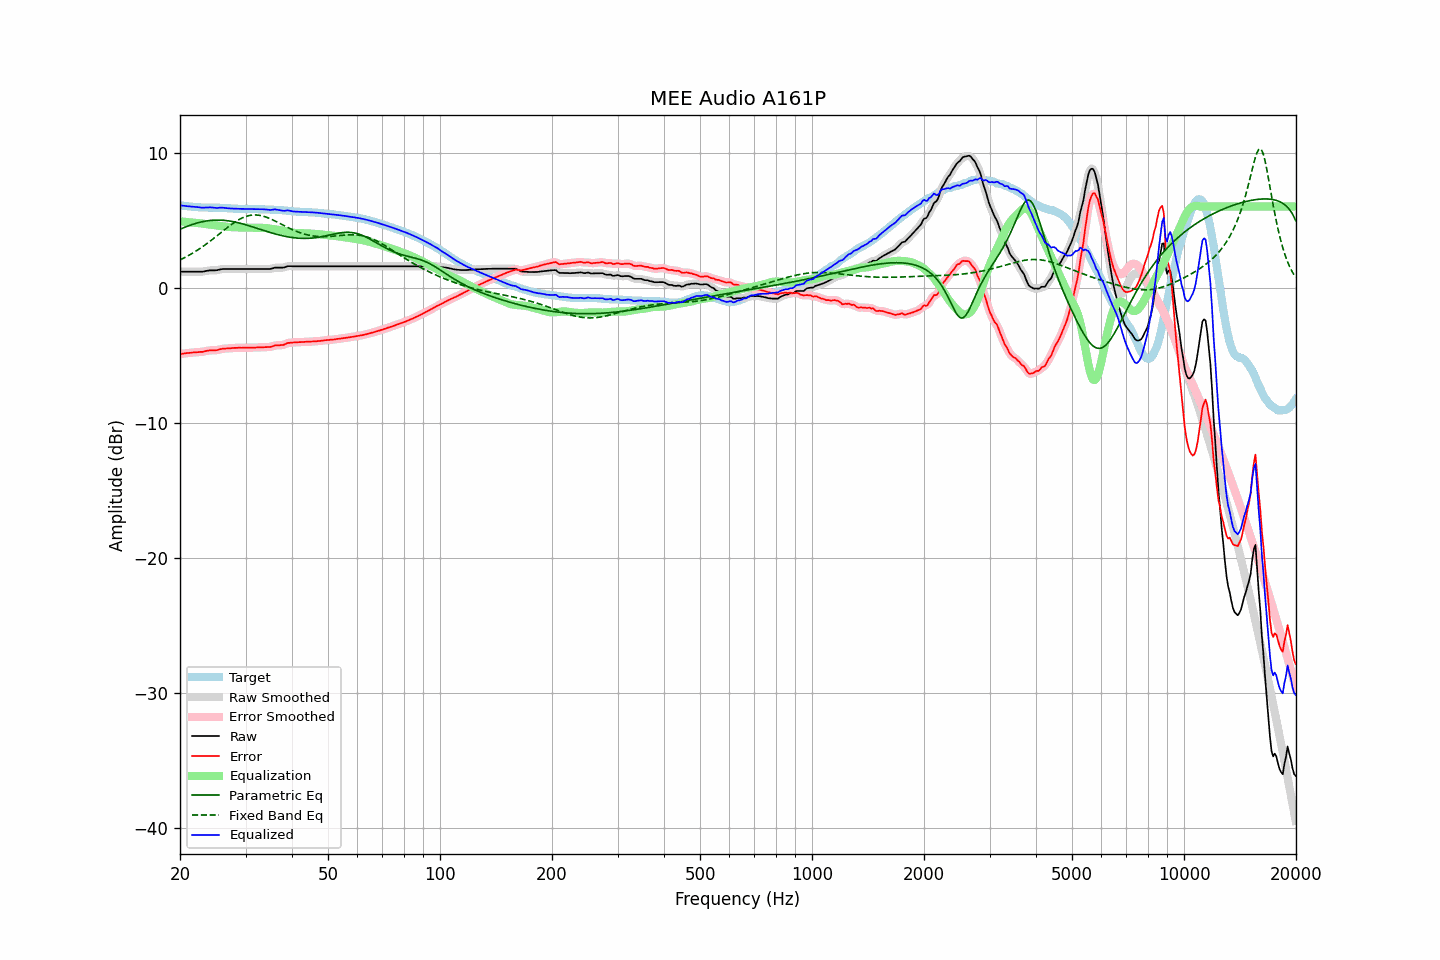 MEE Audio A161P
Amplitude (dBr)
10
0
−10
−20
−30
−40
Target
Raw Smoothed
Error Smoothed
Raw
Error
Equalization
Parametric Eq
Fixed Band Eq
Equalized
20 50 100 200 500 1000 2000 5000 10000 20000
Frequency (Hz)